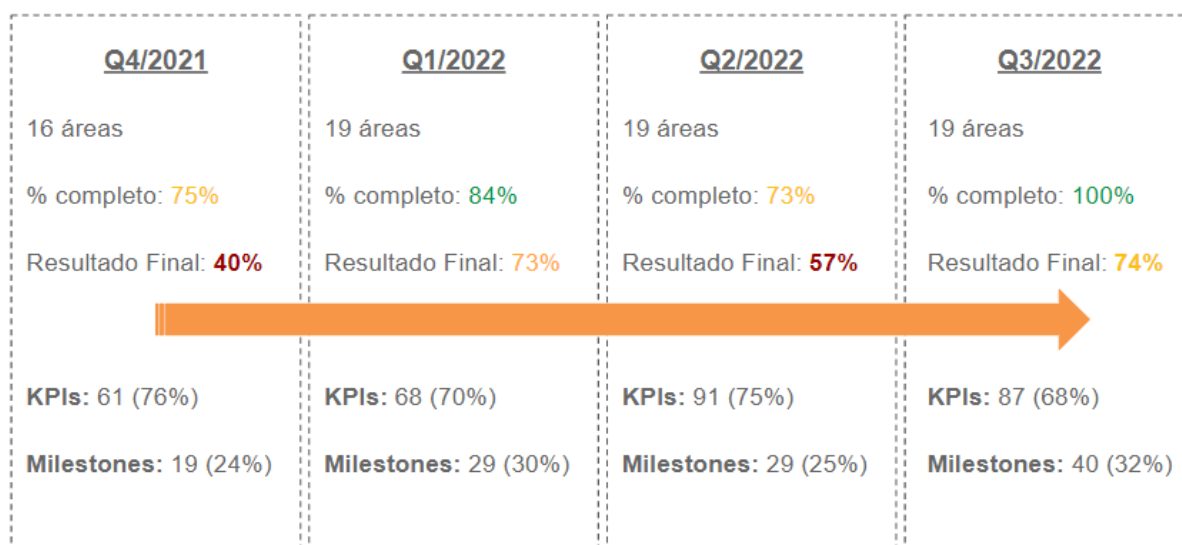 Q4/2021
16 áreas
% completo: 75%
Resultado Final: 40%
KPIs: 61 (76%)
Milestones: 19 (24%)
Q1/2022
19 áreas
% completo: 84%
Resultado Final: 73%
KPIs: 68 (70%)
Milestones: 29 (30%)
Q2/2022
19 áreas
% completo: 73%
Resultado Final: 57%
KPIs: 91 (75%)
Milestones: 29 (25%)
Q3/2022
19 áreas
% completo: 100%
Resultado Final: 74%
KPIs: 87 (68%)
Milestones: 40 (32%)